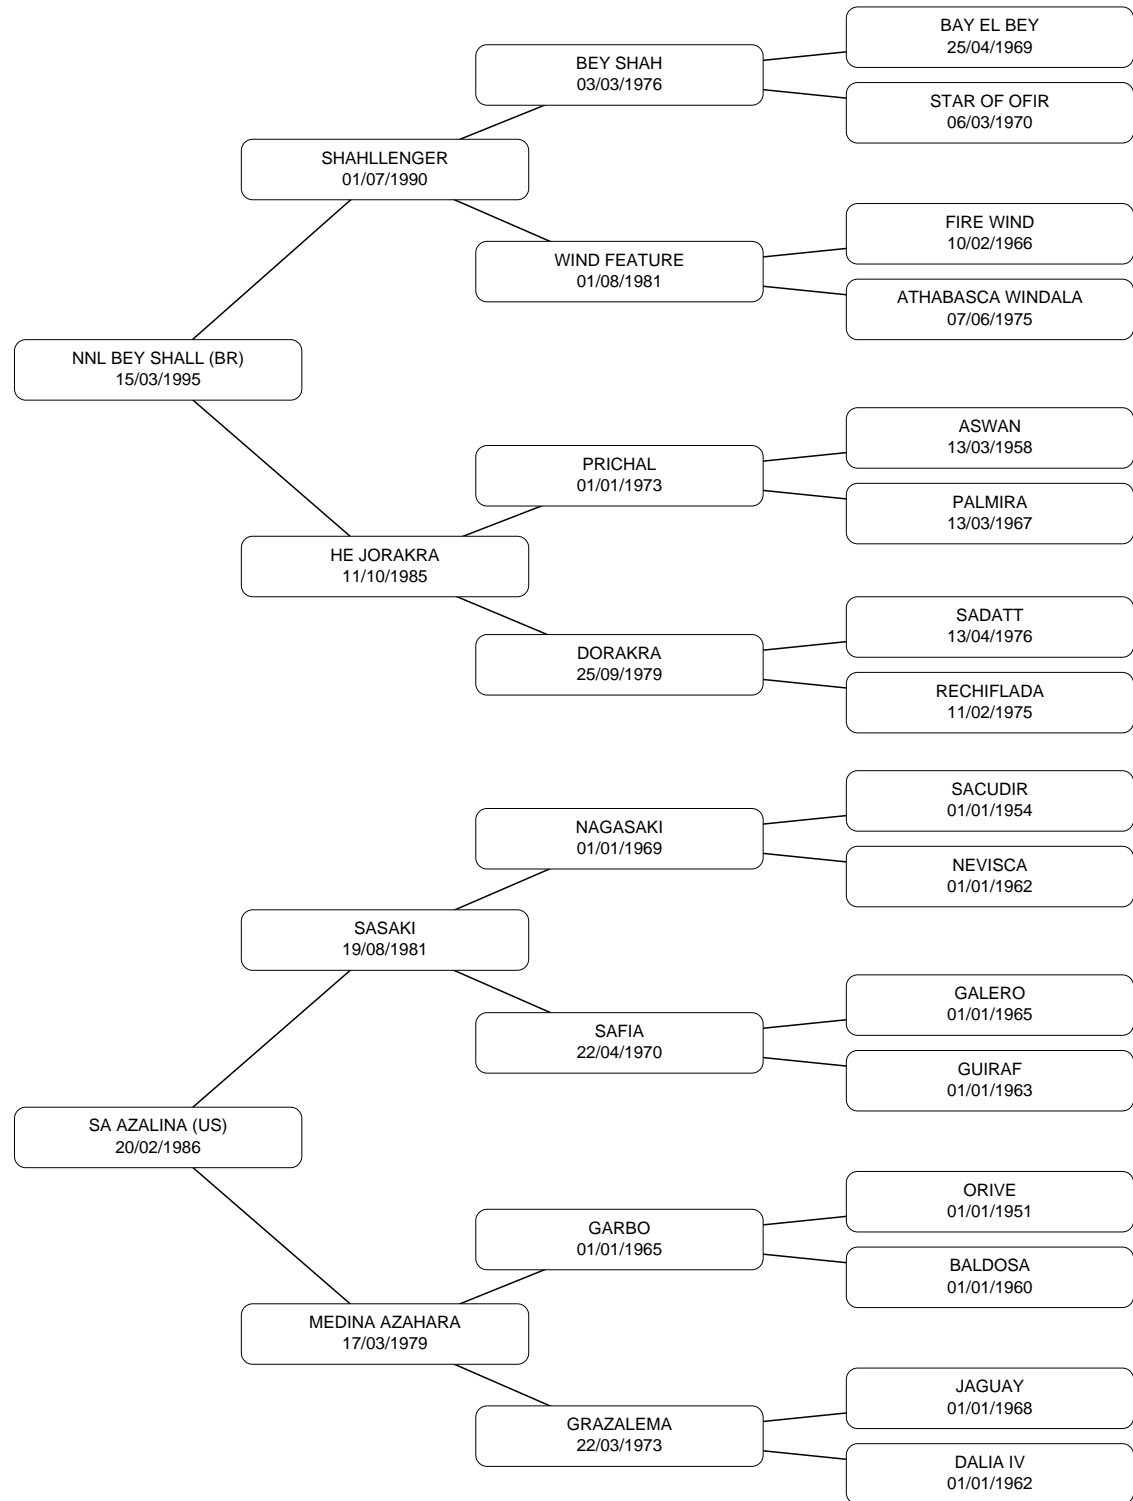 BAY EL BEY
25/04/1969
BEY SHAH
03/03/1976
STAR OF OFIR
06/03/1970
SHAHLLENGER
01/07/1990
FIRE WIND
10/02/1966
WIND FEATURE
01/08/1981
ATHABASCA WINDALA
07/06/1975
NNL BEY SHALL (BR)
15/03/1995
ASWAN
13/03/1958
PRICHAL
01/01/1973
PALMIRA
13/03/1967
HE JORAKRA
11/10/1985
SADATT
13/04/1976
DORAKRA
25/09/1979
RECHIFLADA
11/02/1975
SACUDIR
01/01/1954
NAGASAKI
01/01/1969
NEVISCA
01/01/1962
SASAKI
19/08/1981
GALERO
01/01/1965
SAFIA
22/04/1970
GUIRAF
01/01/1963
SA AZALINA (US)
20/02/1986
ORIVE
01/01/1951
GARBO
01/01/1965
BALDOSA
01/01/1960
MEDINA AZAHARA
17/03/1979
JAGUAY
01/01/1968
GRAZALEMA
22/03/1973
DALIA IV
01/01/1962